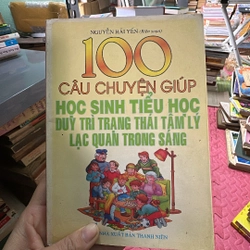 NGUYỄN HẢI YẾN (Biên soạn)
100
CÂU CHUYỆN GIÚP
HỌC SINH TIỂU HỌC
DUY TRÌ TRẠNG THÁI TÂM LÝ
LẠC QUAN TRONG SÁNG
NHÀ XUẤT BẢN THANH NIÊN